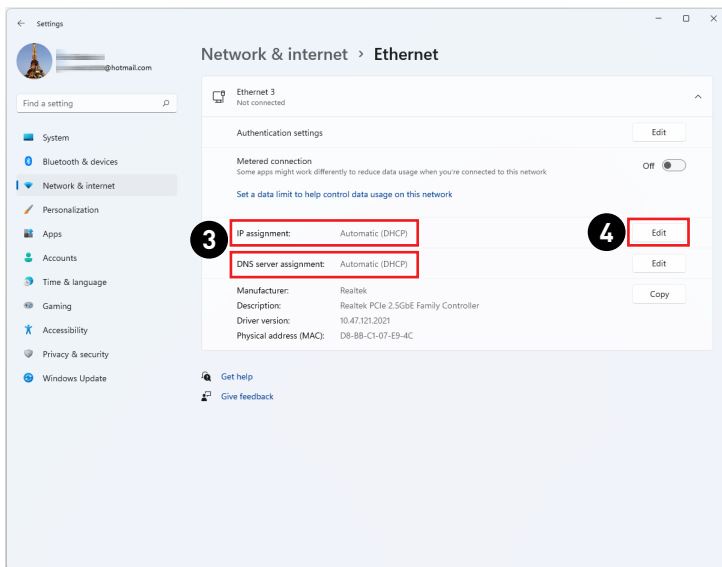 Settings
@hotmail.com
Find a setting
System
Bluetooth & devices
Network & internet
Personalization
Apps
Accounts
Time & language
Gaming
Accessibility
Privacy & security
Windows Update
Network & internet > Ethernet
Ethernet 3
Not connected
Authentication settings
Edit
Metered connection
Some apps might work differently to reduce data usage when you're connected to this network
Off
Set a data limit to help control data usage on this network
3
IP assignment: Automatic (DHCP)
4
Edit
DNS server assignment: Automatic (DHCP)
Edit
Manufacturer: Realtek
Copy
Description: Realtek PCIe 2.5GbE Family Controller
Driver version: 10.47.121.2021
Physical address (MAC): D8-BB-C1-07-E9-4C
Get help
Give feedback